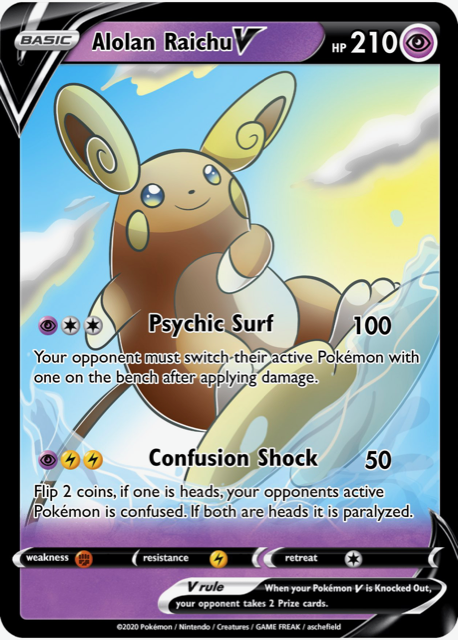 BASIC Alolan Raichu V HP 210
Psychic Surf 100
Your opponent must switch their active Pokémon with
one on the bench after applying damage.
Confusion Shock 50
Flip 2 coins, if one is heads, your opponents active
Pokémon is confused. If both are heads it is paralyzed.
weakness resistance retreat
V rule When your Pokémon V is Knocked Out,
your opponent takes 2 Prize cards.
©2020 Pokémon / Nintendo / Creatures / GAME FREAK / aschefield